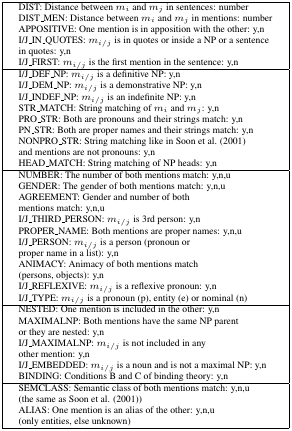 DIST: Distance between m_i and m_j in sentences: number
DIST_MEN: Distance between m_i and m_j in mentions: number
APPOSITIVE: One mention is in apposition with the other: y,n
I/J_IN_QUOTES: m_i/j is in quotes or inside a NP or a sentence
in quotes: y,n
I/J_FIRST: m_i/j is the first mention in the sentence: y,n
I/J_DEF_NP: m_i/j is a definitive NP: y,n
I/J_DEM_NP: m_i/j is a demonstrative NP: y,n
I/J_INDEF_NP: m_i/j is an indefinite NP: y,n
STR_MATCH: String matching of m_i and m_j: y,n
PRO_STR: Both are pronouns and their strings match: y,n
PN_STR: Both are proper names and their strings match: y,n
NONPRO_STR: String matching like in Soon et al. (2001)
and mentions are not pronouns: y,n
HEAD_MATCH: String matching of NP heads: y,n
NUMBER: The number of both mentions match: y,n,u
GENDER: The gender of both mentions match: y,n,u
AGREEMENT: Gender and number of both
mentions match: y,n,u
I/J_THIRD_PERSON: m_i/j is 3rd person: y,n
PROPER_NAME: Both mentions are proper names: y,n,u
I/J_PERSON: m_i/j is a person (pronoun or
proper name in a list): y,n
ANIMACY: Animacy of both mentions match
(persons, objects): y,n
I/J_REFLEXIVE: m_i/j is a reflexive pronoun: y,n
I/J_TYPE: m_i/j is a pronoun (p), entity (e) or nominal (n)
NESTED: One mention is included in the other: y,n
MAXIMALNP: Both mentions have the same NP parent
or they are nested: y,n
I/J_MAXIMALNP: m_i/j is not included in any
other mention: y,n
I/J_EMBEDDED: m_i/j is a noun and is not a maximal NP: y,n
BINDING: Conditions B and C of binding theory: y,n
SEMCLASS: Semantic class of both mentions match: y,n,u
(the same as Soon et al. (2001))
ALIAS: One mention is an alias of the other: y,n,u
(only entities, else unknown)